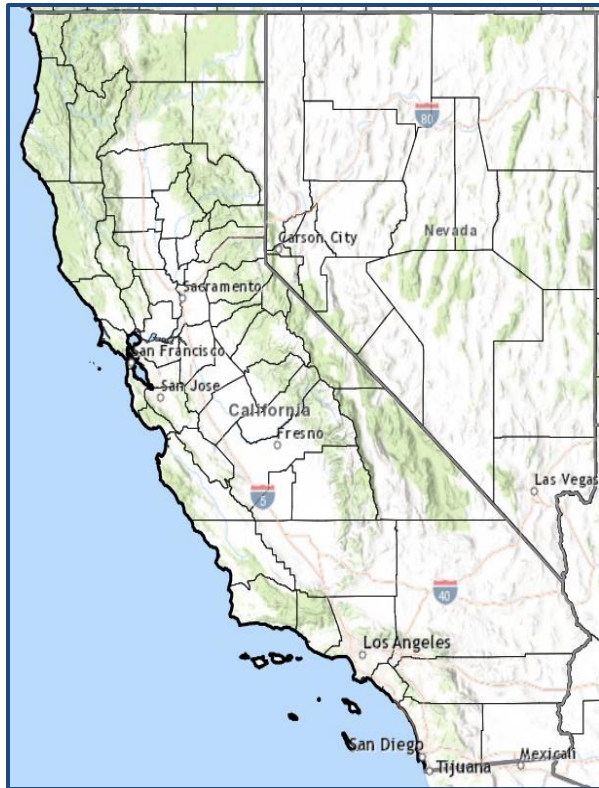 80
Nevada
Carson City
Sacramento
San Francisco
San Jose
California
Fresno
5
Las Vegas
40
Los Angeles
San Diego
Mexicali
Tijuana